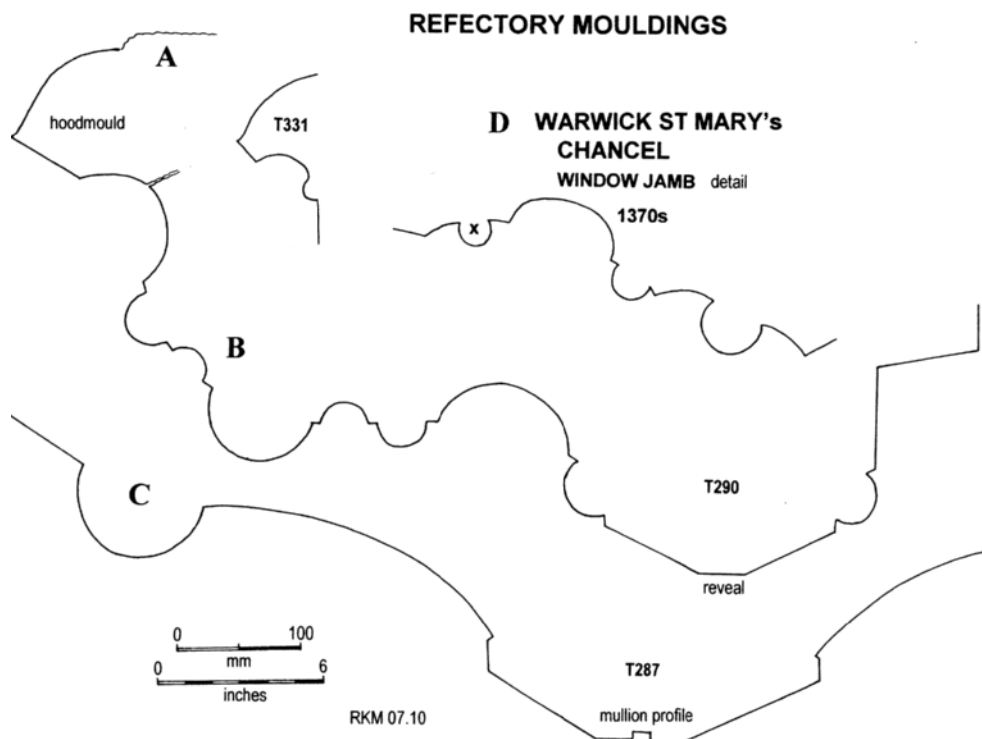 REFECTORY MOULDINGS
A
hoodmould
T331
D WARWICK ST MARY's
CHANCEL
WINDOW JAMB detail
1370s
x
B
C
T290
reveal
0 100
mm
0 6
inches
T287
mullion profile
RKM 07.10